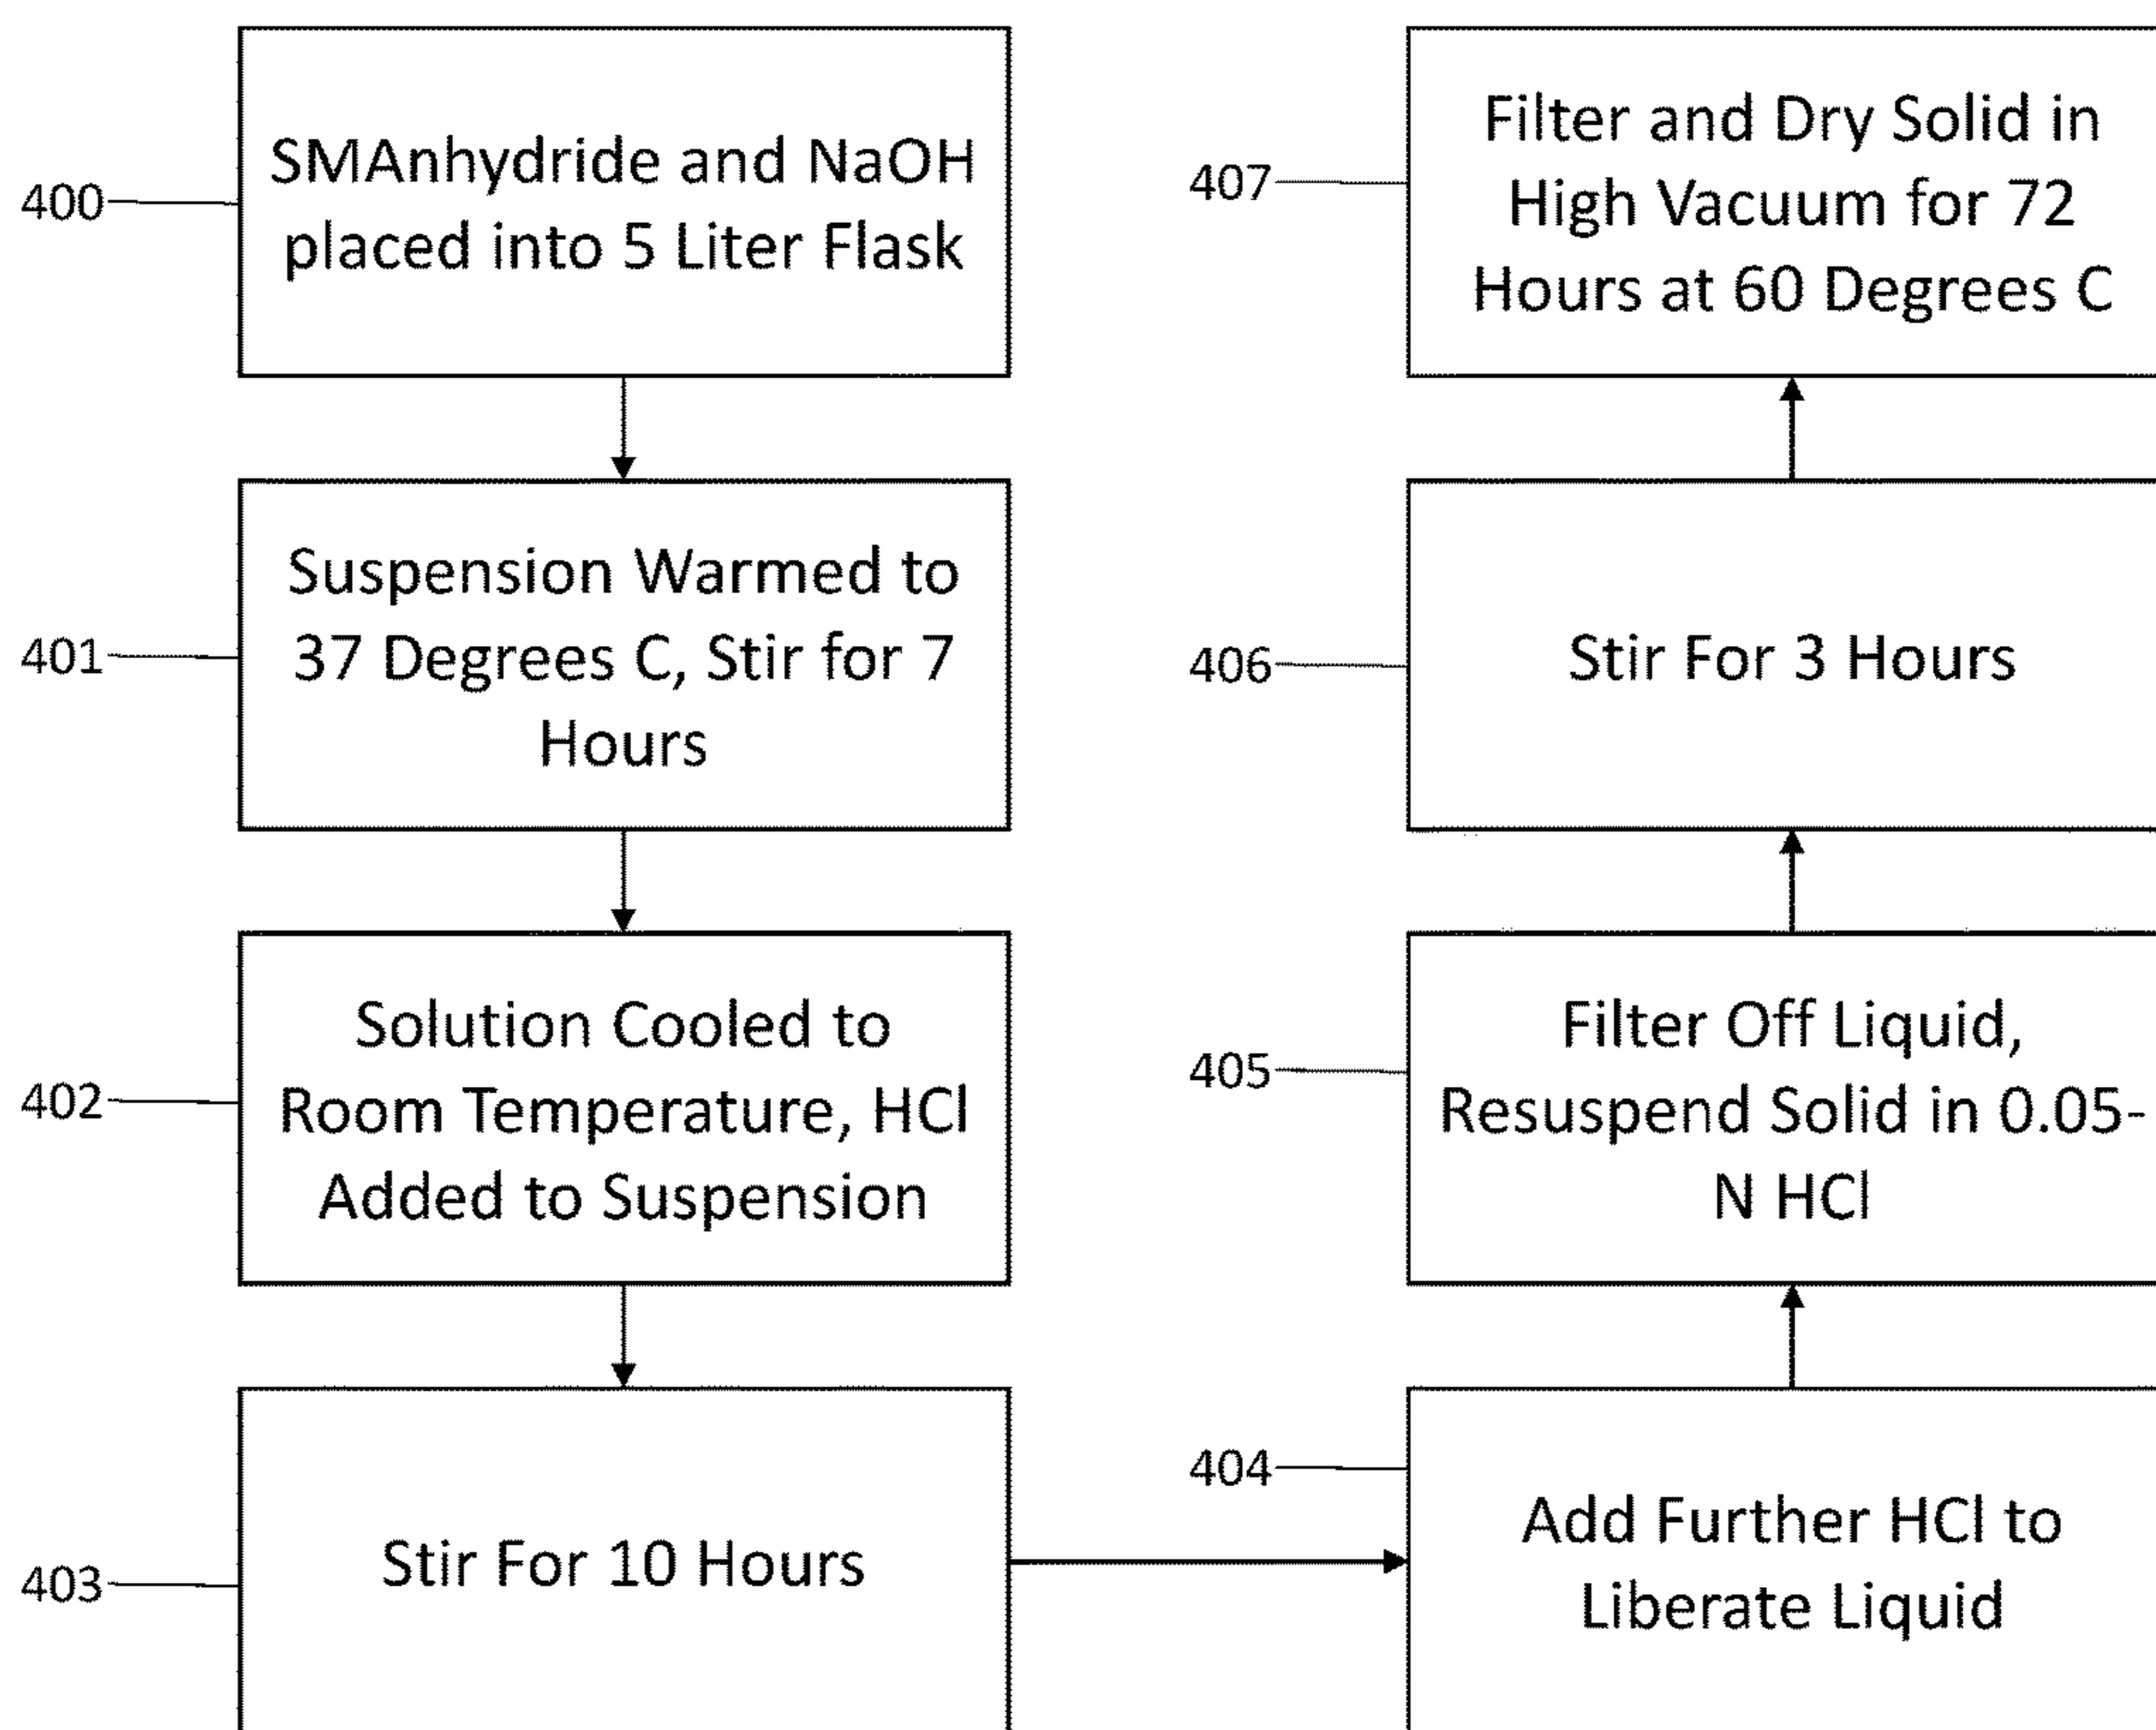 400
SMAnhydride and NaOH
placed into 5 Liter Flask
401
Suspension Warmed to
37 Degrees C, Stir for 7
Hours
402
Solution Cooled to
Room Temperature, HCl
Added to Suspension
403
Stir For 10 Hours
404
Add Further HCl to
Liberate Liquid
405
Filter Off Liquid,
Resuspend Solid in 0.05-
N HCl
406
Stir For 3 Hours
407
Filter and Dry Solid in
High Vacuum for 72
Hours at 60 Degrees C